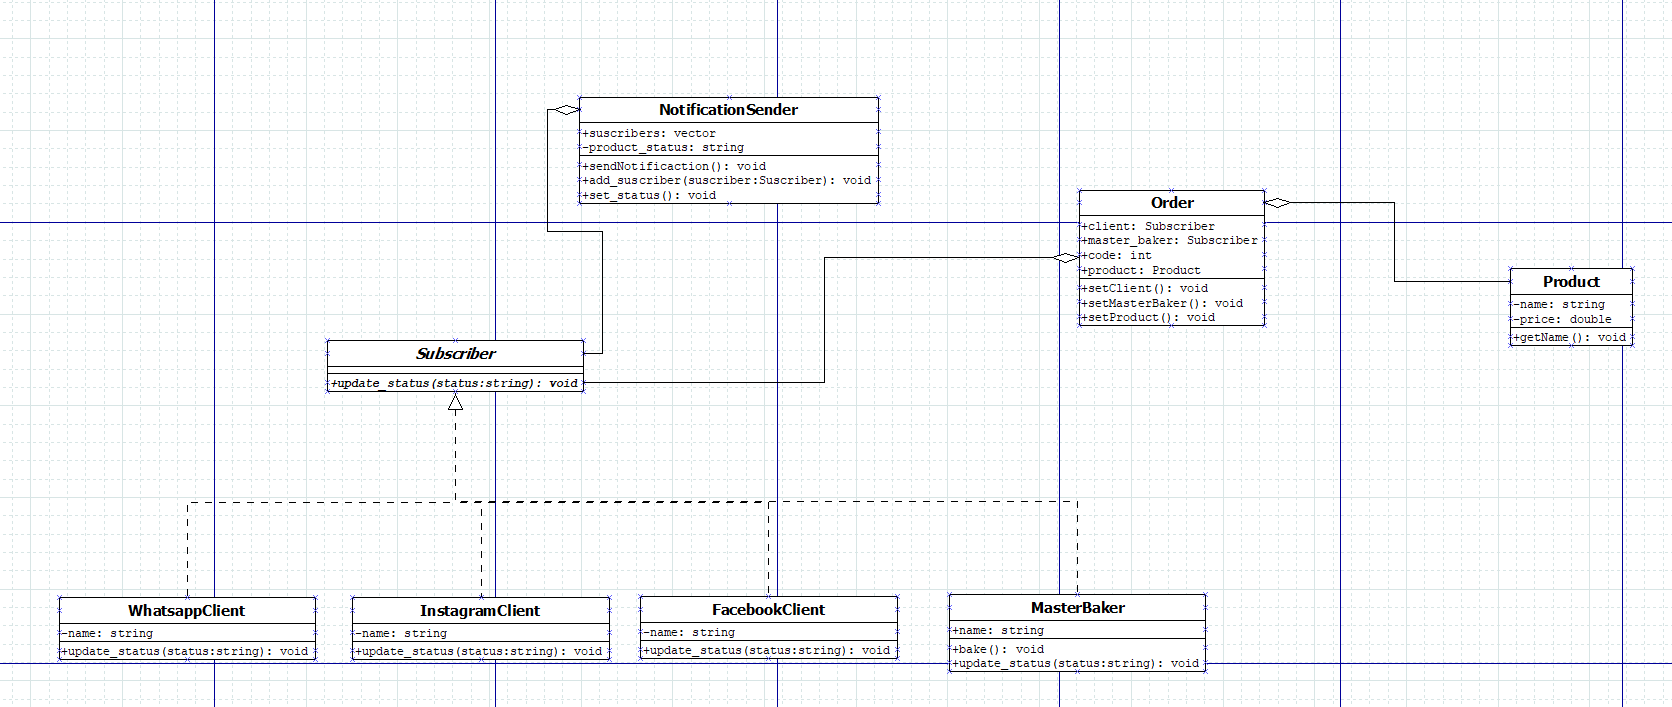 NotificationSender
+suscribers: vector
-product_status: string
+sendNotificaction(): void
+add_suscriber(suscriber:Suscriber): void
+set_status(): void
Order
+client: Subscriber
+master_baker: Subscriber
+code: int
+product: Product
+setClient(): void
+setMasterBaker(): void
+setProduct(): void
Product
-name: string
-price: double
+getName(): void
Subscriber
+update_status(status:string): void
WhatsappClient
-name: string
+update_status(status:string): void
InstagramClient
-name: string
+update_status(status:string): void
FacebookClient
-name: string
+update_status(status:string): void
MasterBaker
+name: string
+bake(): void
+update_status(status:string): void